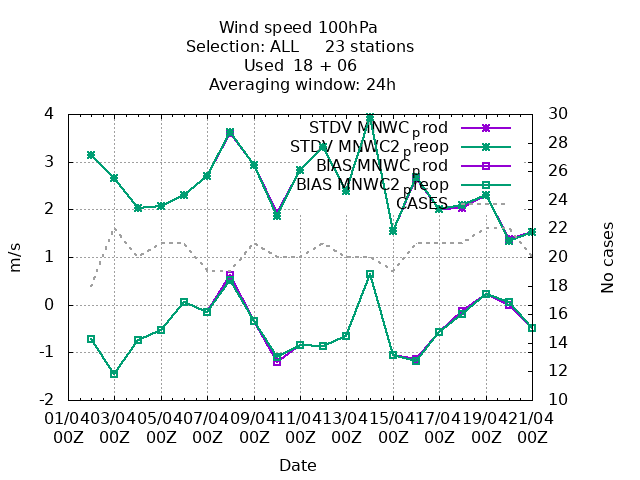 Wind speed 100hPa
Selection: ALL 23 stations
Used 18 + 06
Averaging window: 24h
4
3
2
1
0
-1
-2
m/s
30
28
26
24
22
20
18
16
14
12
10
No cases
STDV MNWC_prod
STDV MNWC2_preop
BIAS MNWC_prod
BIAS MNWC2_preop
CASES
01/04 03/04 05/04 07/04 09/04 11/04 13/04 15/04 17/04 19/04 21/04
00Z 00Z 00Z 00Z 00Z 00Z 00Z 00Z 00Z 00Z 00Z
Date